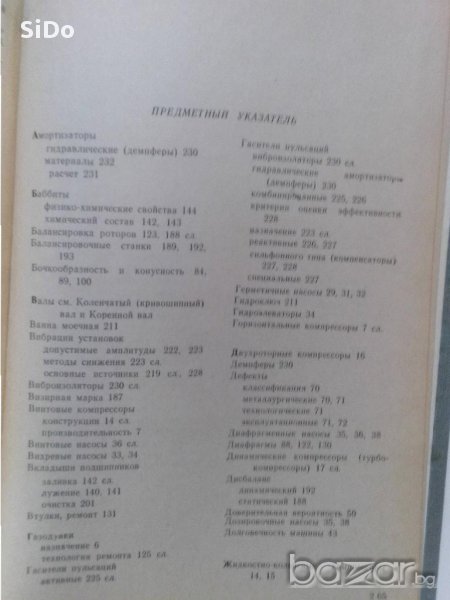 SiDo
ПРЕДМЕТНЫЙ УКАЗАТЕЛЬ
Амортизаторы
гидравлические (демпферы) 230
материалы 232
расчет 231
Баббиты
физико-химические свойства 144
химический состав 142, 143
Балансировка роторов 123, 188 сл.
Балансировочные станки 189, 192,
193
Бочкообразность и конусность 84,
89, 100
Валы см. Коленчатый (кривошипный)
вал и Коренной вал
Ванна моечная 211
Вибрации установок
допустимые амплитуды 222, 223
методы снижения 223 сл.
основные источники 219 сл., 228
Виброизоляторы 230 сл.
Визирная марка 187
Винтовые компрессоры
конструкции 14 сл.
производительность 7
Винтовые насосы 36 сл.
Вихревые насосы 33, 34
Вкладыши подшипников
заливка 142 сл.
лужение 140, 141
очистка 201
Втулки, ремонт 131
Газодувки
назначение 6
технология ремонта 125 сл.
Гасители пульсаций
активные 225 сл.
Гасители пульсаций
виброизоляторы 230 сл.
гидравлические амортизаторы
(демпферы) 230
комбинированные 225, 226
критерии оценки эффективности
228
назначение 223 сл.
реактивные 226, 227
сильфонного типа (компенсаторы)
227, 228
специальные 227
Герметичные насосы 29, 31, 32
Гидроключ 211
Гидроэлеваторы 34
Горизонтальные компрессоры 7 сл.
Двухроторные компрессоры 16
Демпферы 230
Дефекты
классификация 70
металлургические 70, 71
технологические 71
эксплуатационные 71, 72
Диафрагменные насосы 35, 36, 38
Диафрагмы 88, 122, 130
Динамические компрессоры (турбо-
компрессоры) 17 сл.
Дисбаланс
динамический 192
статический 188
Доверительная вероятность 50
Дозировочные насосы 35, 38
Долговечность машины 43
Жидкостно-коль
14, 15
bazar.бг
265